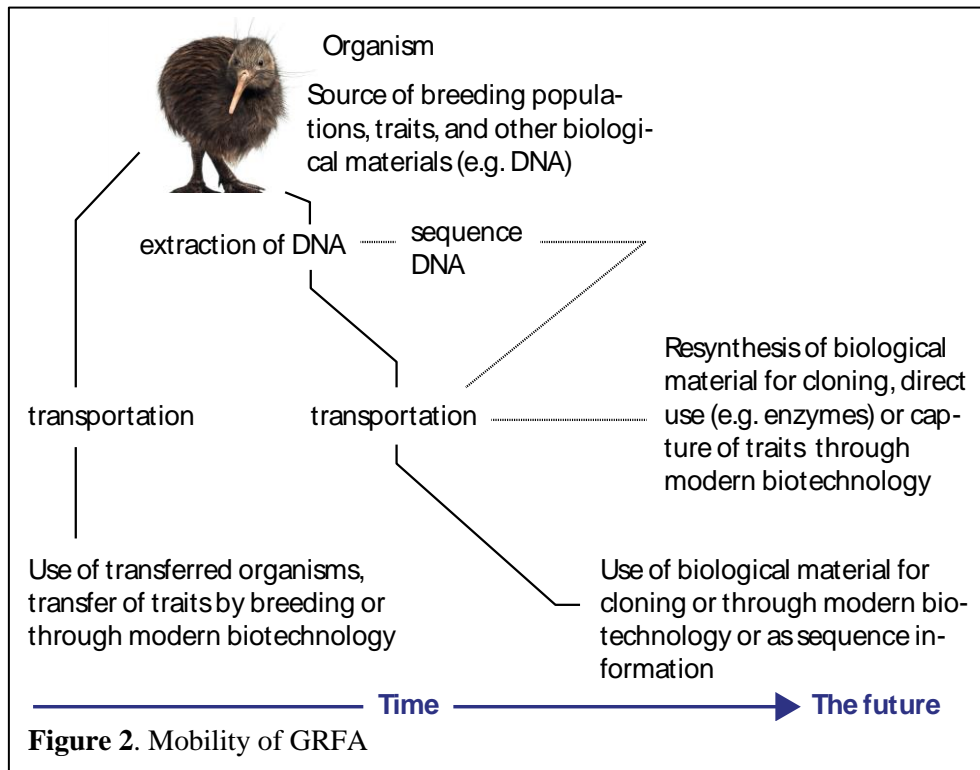 Organism
Source of breeding popula-
tions, traits, and other biologi-
cal materials (e.g. DNA)
extraction of DNA
sequence
DNA
transportation
transportation
Resynthesis of biological
material for cloning, direct
use (e.g. enzymes) or cap-
ture of traits through
modern biotechnology
Use of transferred organisms,
transfer of traits by breeding or
through modern biotechnology
Use of biological material for
cloning or through modern bio-
technology or as sequence in-
formation
Time
The future
Figure 2. Mobility of GRFA